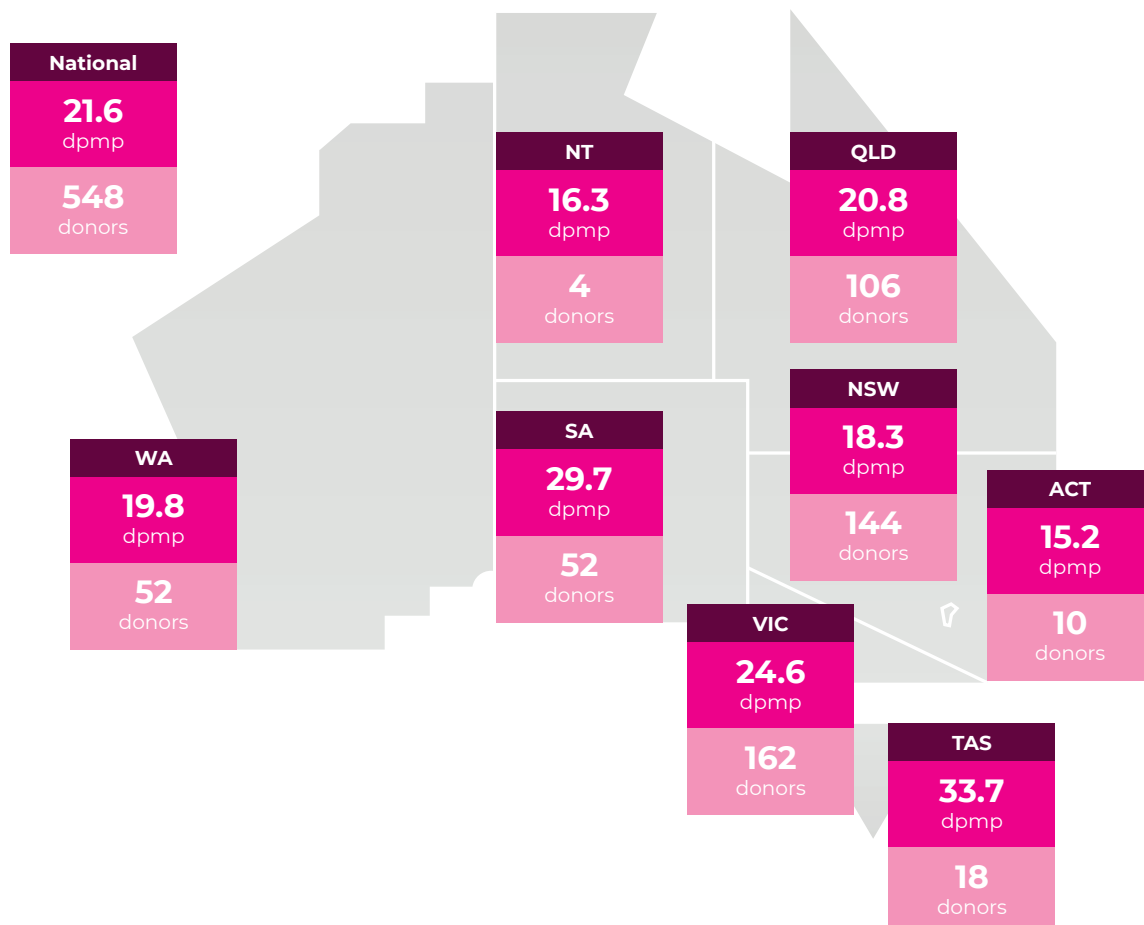 National
21.6
dpmp
548
donors
NT
16.3
dpmp
4
donors
QLD
20.8
dpmp
106
donors
WA
19.8
dpmp
52
donors
SA
29.7
dpmp
52
donors
NSW
18.3
dpmp
144
donors
ACT
15.2
dpmp
10
donors
VIC
24.6
dpmp
162
donors
TAS
33.7
dpmp
18
donors